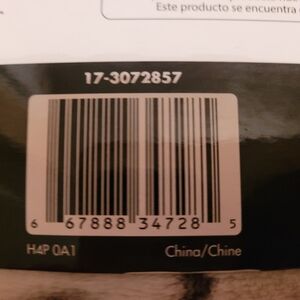 Este producto se encuentra
17-3072857
6 67888 34728 5
H4P 0A1 China/Chine